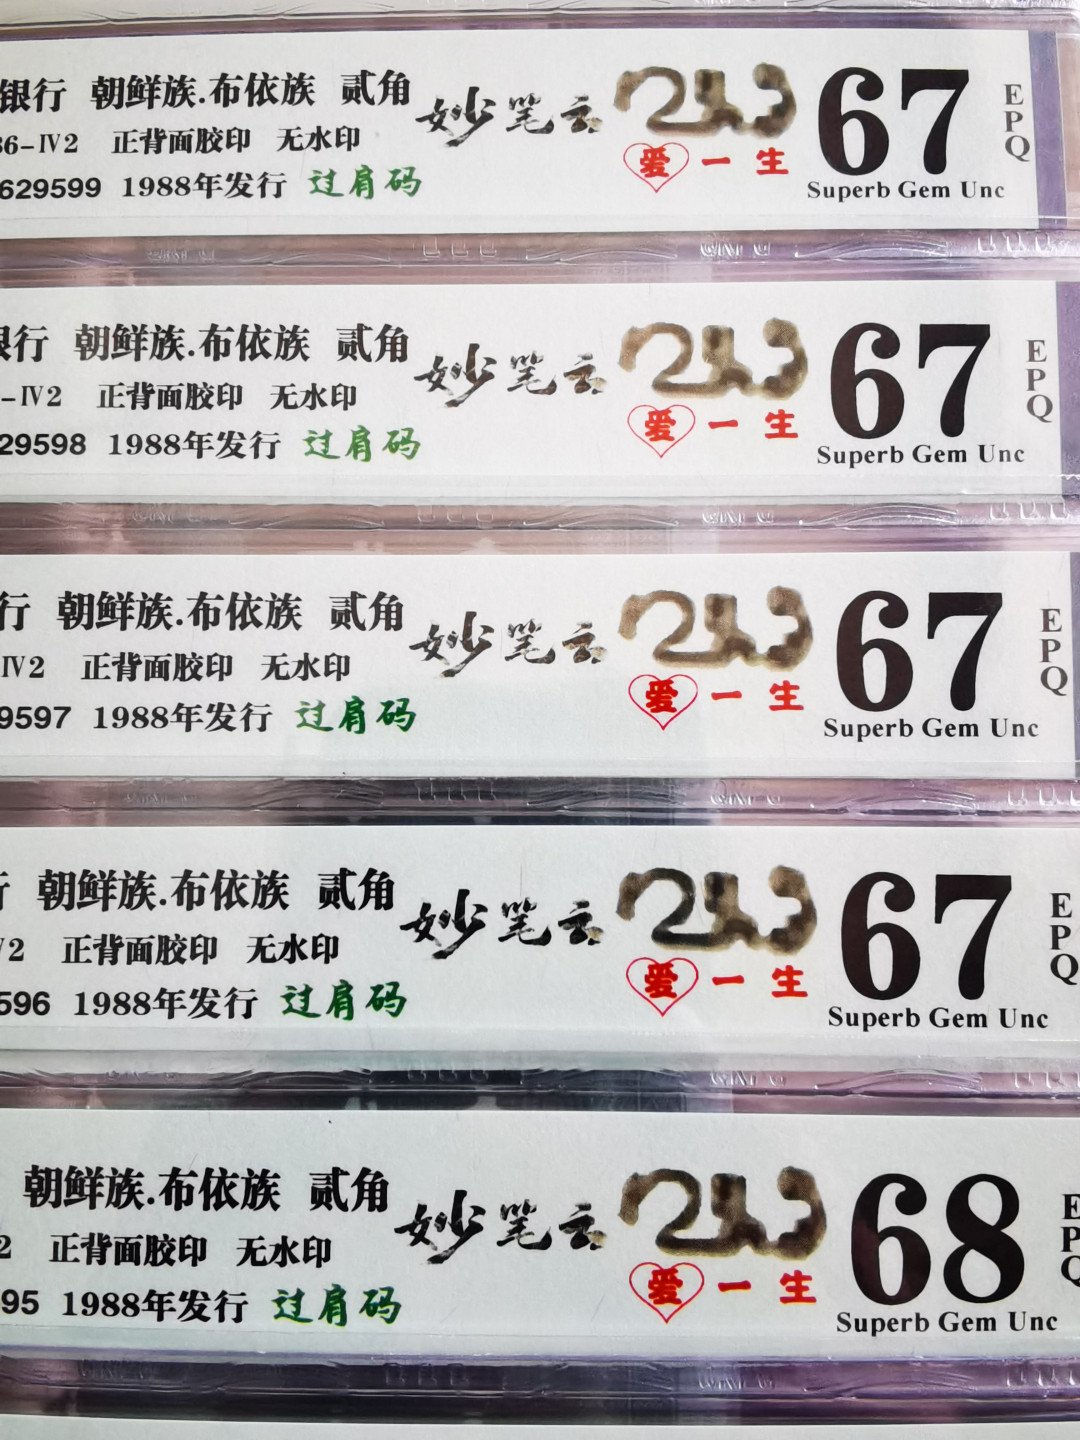 银行 朝鲜族.布依族 贰角 妙笔云 67 EPQ
86-IV2 正背面胶印 无水印 爱一生
629599 1988年发行 过肩码 Superb Gem Unc
行 朝鲜族.布依族 贰角 妙笔云 67 EPQ
-IV2 正背面胶印 无水印 爱一生
29598 1988年发行 过肩码 Superb Gem Unc
行 朝鲜族.布依族 贰角 妙笔云 67 EPQ
IV2 正背面胶印 无水印 爱一生
9597 1988年发行 过肩码 Superb Gem Unc
朝鲜族.布依族 贰角 妙笔云 67 EPQ
V2 正背面胶印 无水印 爱一生
596 1988年发行 过肩码 Superb Gem Unc
朝鲜族.布依族 贰角 妙笔云 68 EPQ
2 正背面胶印 无水印 爱一生
95 1988年发行 过肩码 Superb Gem Unc